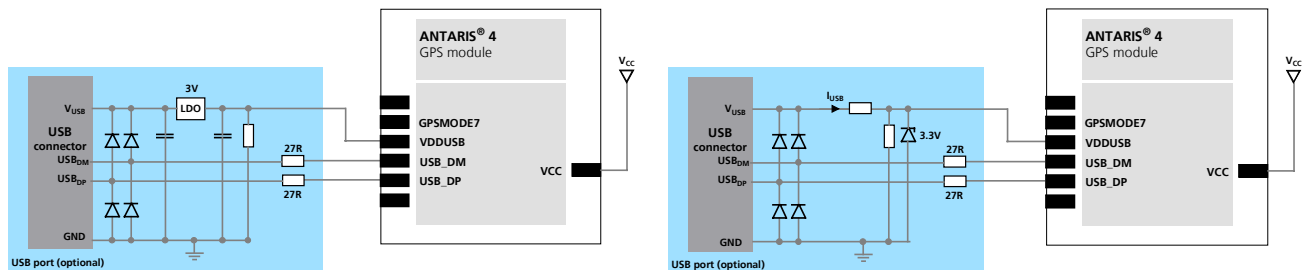 ANTARIS® 4
GPS module
VCC
3V
LDO
VUSB
USB
connector
USBDM
USBDP
GND
27R
27R
GPSMODE7
VDDUSB
USB_DM
USB_DP
VCC
USB port (optional)
ANTARIS® 4
GPS module
VCC
IUSB
VUSB
USB
connector
USBDM
USBDP
GND
3.3V
27R
27R
GPSMODE7
VDDUSB
USB_DM
USB_DP
VCC
USB port (optional)